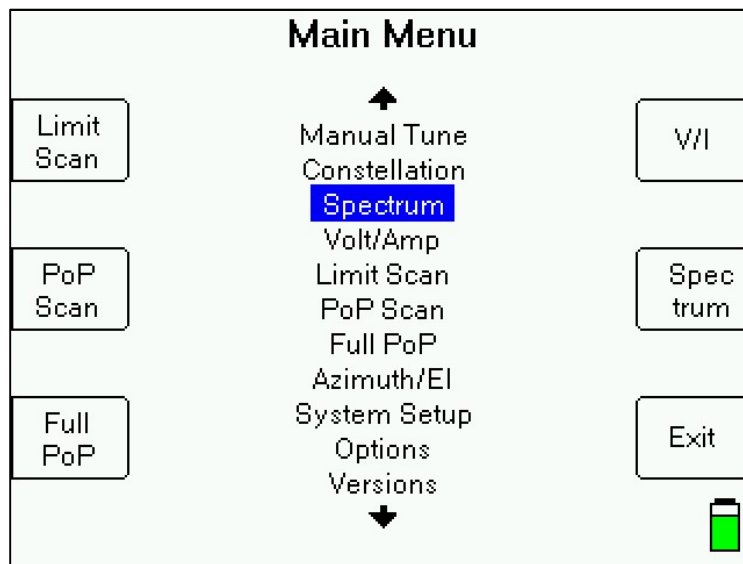 Main Menu
Limit
Scan
PoP
Scan
Full
PoP
Manual Tune
Constellation
Spectrum
Volt/Amp
Limit Scan
PoP Scan
Full PoP
Azimuth/El
System Setup
Options
Versions
V/I
Spec
trum
Exit